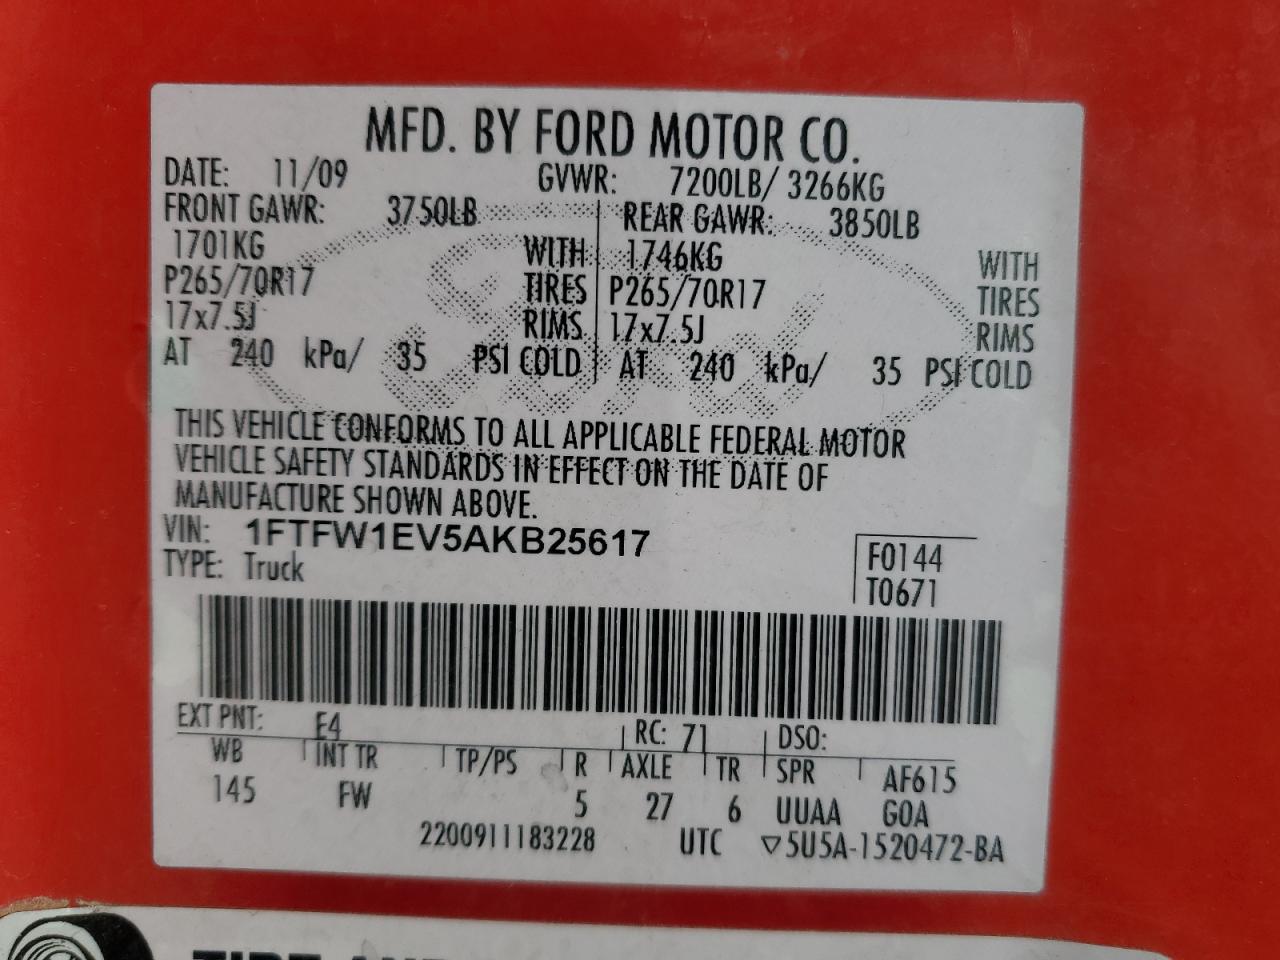 MFD. BY FORD MOTOR CO.
DATE: 11/09 GVWR: 7200LB/ 3266KG
FRONT GAWR: 3750LB REAR GAWR: 3850LB
1701KG WITH 1746KG WITH
P265/70R17 TIRES P265/70R17 TIRES
17x7.5J RIMS 17x7.5J RIMS
AT 240 kPa/ 35 PSI COLD AT 240 kPa/ 35 PSI COLD
THIS VEHICLE CONFORMS TO ALL APPLICABLE FEDERAL MOTOR
VEHICLE SAFETY STANDARDS IN EFFECT ON THE DATE OF
MANUFACTURE SHOWN ABOVE.
VIN: 1FTFW1EV5AKB25617 F0144
TYPE: Truck T0671
EXT PNT: E4 RC: 71 DSO:
WB INT TR TP/PS R AXLE TR SPR AF615
145 FW 5 27 6 UUAA GOA
2200911183228 UTC ▽5U5A-1520472-BA
Ford